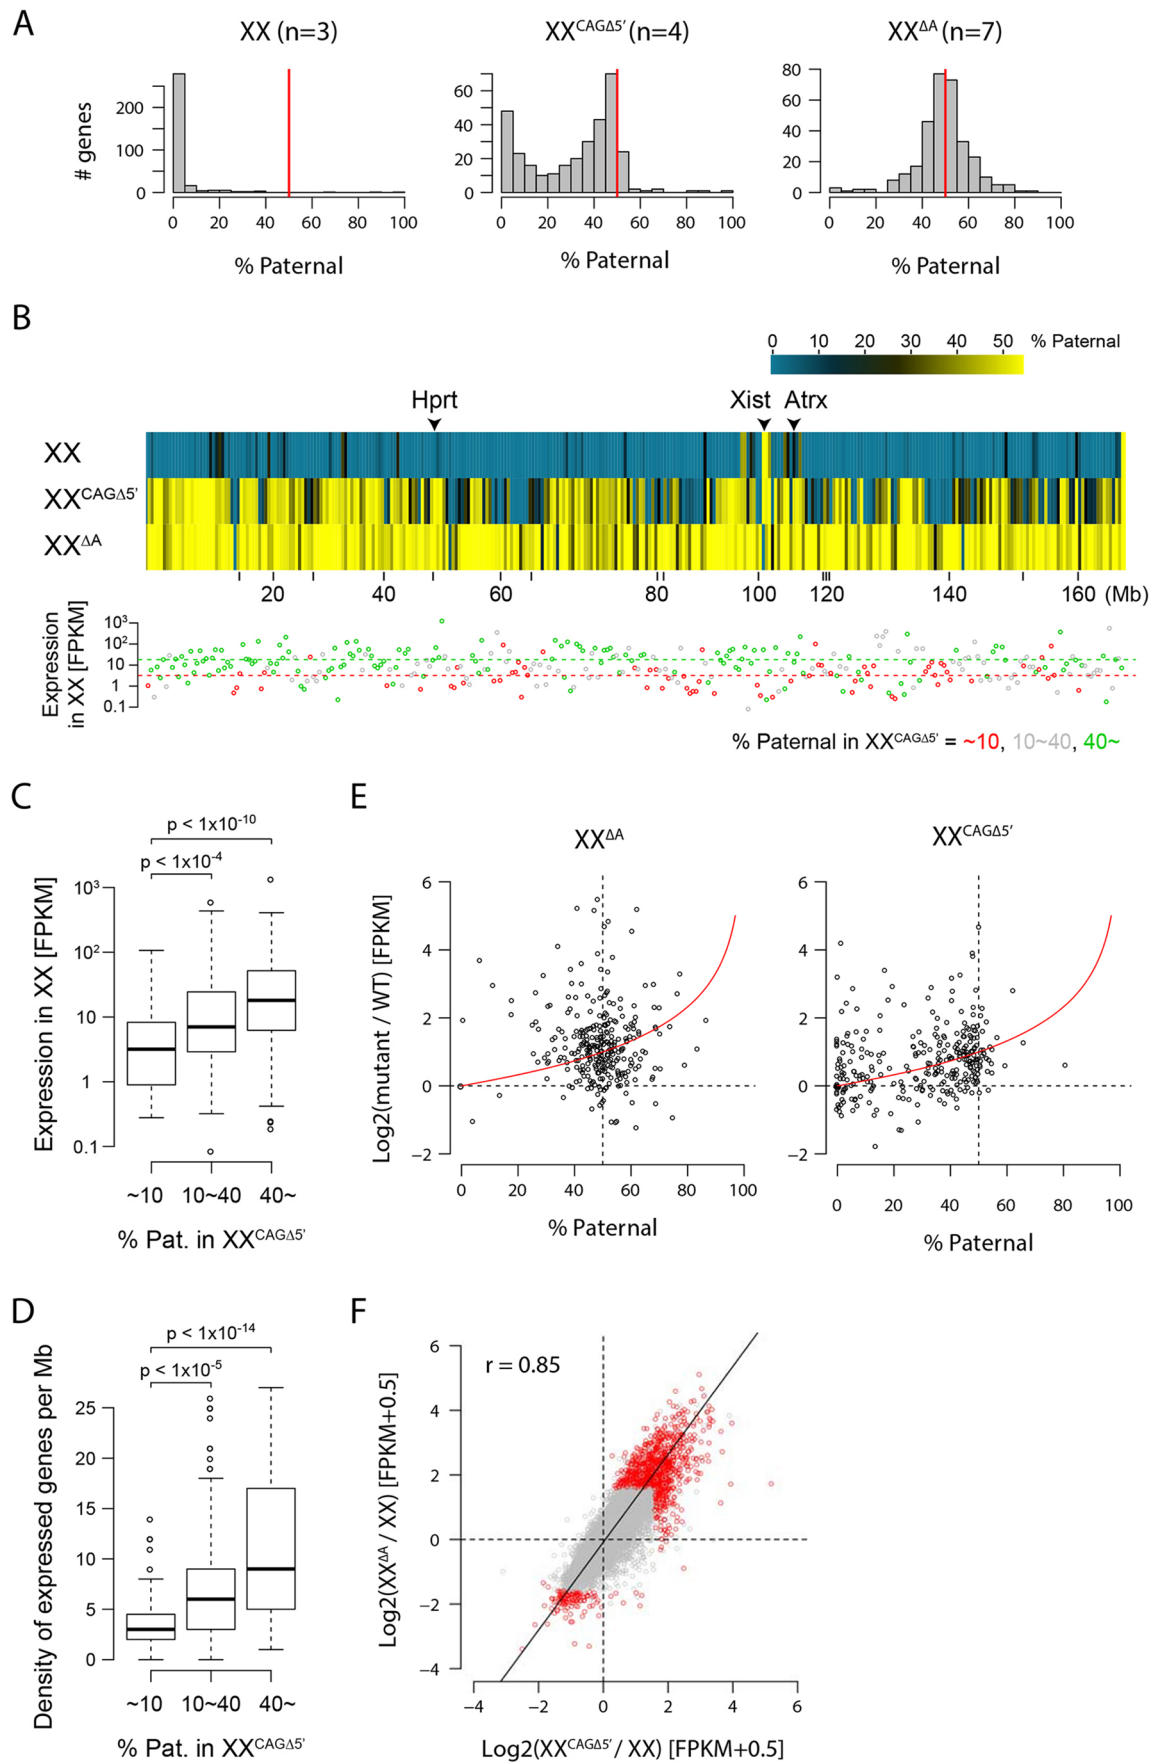 A
XX (n=3)
XX^CAGΔ5' (n=4)
XX^ΔA (n=7)
# genes
200
100
0
0 20 40 60 80 100
% Paternal
60
40
20
0
0 20 40 60 80 100
% Paternal
80
60
40
20
0
0 20 40 60 80 100
% Paternal
B
0 10 20 30 40 50 % Paternal
Hprt Xist Atrx
XX
XX^CAGΔ5'
XX^ΔA
20 40 60 80 100 120 140 160 (Mb)
Expression
in XX [FPKM]
10^3
10^2
10
1
0.1
% Paternal in XX^CAGΔ5' = ~10, 10~40, 40~
C
p < 1x10^-10
p < 1x10^-4
Expression in XX [FPKM]
10^3
10^2
10
1
0.1
~10 10~40 40~
% Pat. in XX^CAGΔ5'
E
XX^ΔA
Log2(mutant / WT) [FPKM]
6
4
2
0
−2
0 20 40 60 80 100
% Paternal
XX^CAGΔ5'
6
4
2
0
−2
0 20 40 60 80 100
% Paternal
D
p < 1x10^-14
p < 1x10^-5
Density of expressed genes per Mb
25
20
15
10
5
0
~10 10~40 40~
% Pat. in XX^CAGΔ5'
F
r = 0.85
Log2(XX^ΔA / XX) [FPKM+0.5]
6
4
2
0
−2
−4
−4 −2 0 2 4 6
Log2(XX^CAGΔ5' / XX) [FPKM+0.5]